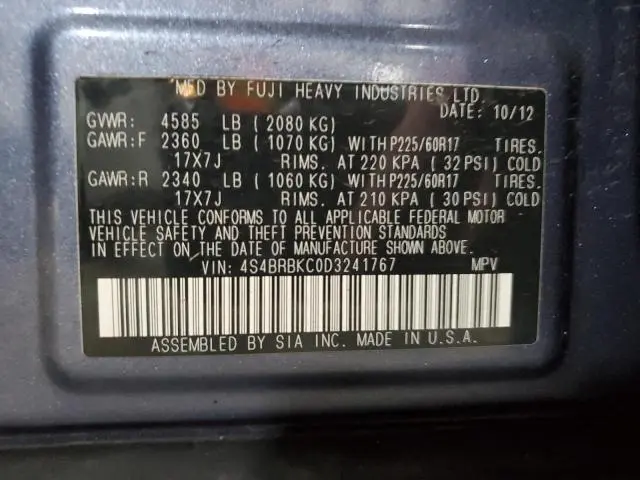 MFD BY FUJI HEAVY INDUSTRIES LTD.
DATE: 10/12
GVWR: 4585 LB ( 2080 KG)
GAWR:F 2360 LB ( 1070 KG) WITHP225/60R17 TIRES.
17X7J RIMS. AT 220 KPA ( 32 PSI) COLD
GAWR:R 2340 LB ( 1060 KG) WITHP225/60R17 TIRES.
17X7J RIMS. AT 210 KPA ( 30 PSI) COLD
THIS VEHICLE CONFORMS TO ALL APPLICABLE FEDERAL MOTOR
VEHICLE SAFETY AND THEFT PREVENTION STANDARDS
IN EFFECT ON THE DATE OF MANUFACTURE SHOWN ABOVE.
VIN: 4S4BRBKC0D3241767 MPV
ASSEMBLED BY SIA INC. MADE IN U.S.A.